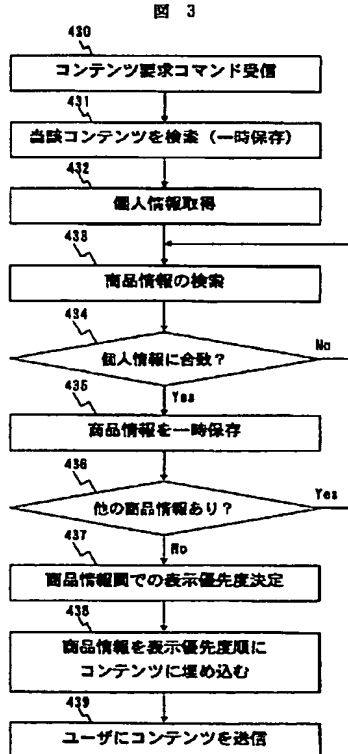 図 3
430
コンテンツ要求コマンド受信
431
当該コンテンツを検索(一時保存)
432
個人情報取得
433
商品情報の検索
434
個人情報に合致?
No
Yes
435
商品情報を一時保存
436
他の商品情報あり?
Yes
No
437
商品情報間での表示優先度決定
438
商品情報を表示優先度順に
コンテンツに埋め込む
439
ユーザにコンテンツを送信